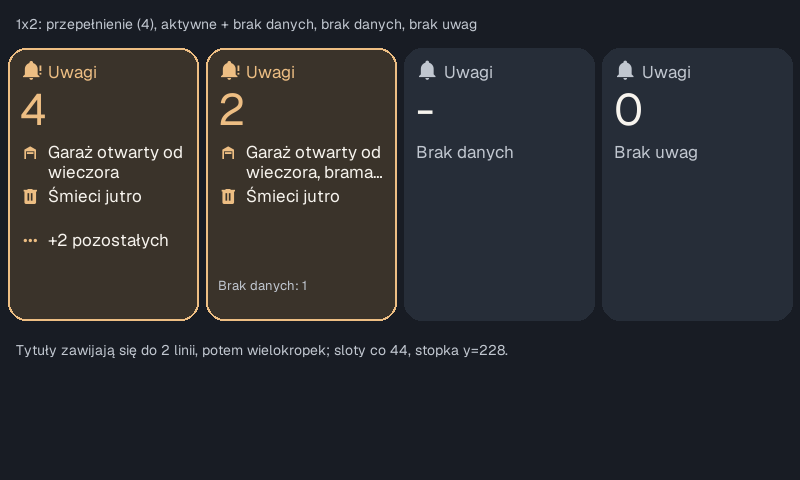 1x2: przepełnienie (4), aktywne + brak danych, brak danych, brak uwag
Uwagi
4
Garaż otwarty od
wieczora
Śmieci jutro
+2 pozostałych
Uwagi
2
Garaż otwarty od
wieczora, brama…
Śmieci jutro
Brak danych: 1
Uwagi
-
Brak danych
Uwagi
0
Brak uwag
Tytuły zawijają się do 2 linii, potem wielokropek; sloty co 44, stopka y=228.